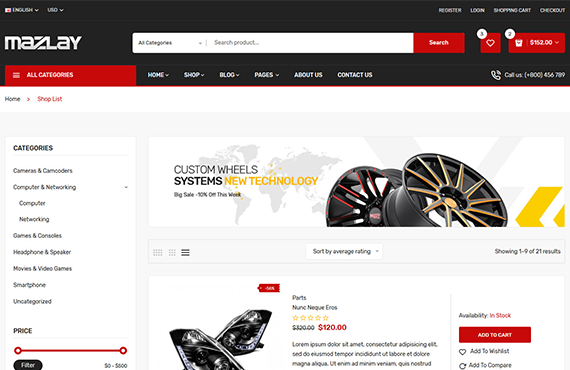 ENGLISH USD REGISTER LOGIN SHOPPING CART CHECKOUT
MAZLAY
All Categories Search product... Search 3 2 $152.00
ALL CATEGORIES HOME SHOP BLOG PAGES ABOUT US CONTACT US Call us: (+800) 456 789
Home > Shop List
CATEGORIES
Cameras & Camcoders
Computer & Networking
Computer
Networking
Games & Consoles
Headphone & Speaker
Movies & Video Games
Smartphone
Uncategorized
PRICE
Filter $0 - $500
CUSTOM WHEELS
SYSTEMS NEW TECHNOLOGY
Big Sale -10% Off This Week
Sort by average rating Showing 1–9 of 21 results
-56%
Parts
Nunc Neque Eros
$320.00 $120.00
Lorem ipsum dolor sit amet, consectetur adipisicing elit,
sed do eiusmod tempor incididunt ut labore et dolore
magna aliqua. Ut enim ad minim veniam, quis nostrud
Availability: In Stock
ADD TO CART
Add To Wishlist
Add To Compare